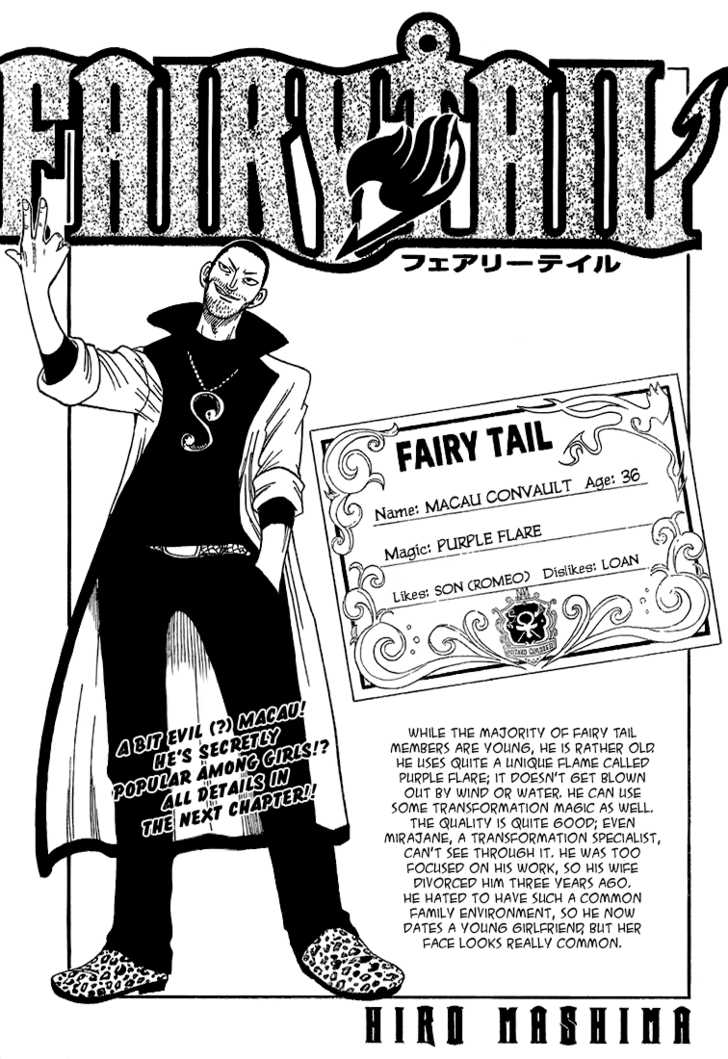 FAIRY TAIL
フェアリーテイル
FAIRY TAIL
Name: MACAU CONVAULT Age: 36
Magic: PURPLE FLARE
Likes: SON (ROMEO) Dislikes: LOAN
A BIT EVIL (?) MACAU!
HE'S SECRETLY
POPULAR AMONG GIRLS!?
ALL DETAILS IN
THE NEXT CHAPTER!!
WHILE THE MAJORITY OF FAIRY TAIL
MEMBERS ARE YOUNG, HE IS RATHER OLD.
HE USES QUITE A UNIQUE FLAME CALLED
PURPLE FLARE; IT DOESN'T GET BLOWN
OUT BY WIND OR WATER. HE CAN USE
SOME TRANSFORMATION MAGIC AS WELL.
THE QUALITY IS QUITE GOOD; EVEN
MIRAJANE, A TRANSFORMATION SPECIALIST,
CAN'T SEE THROUGH IT. HE WAS TOO
FOCUSED ON HIS WORK, SO HIS WIFE
DIVORCED HIM THREE YEARS AGO.
HE HATED TO HAVE SUCH A COMMON
FAMILY ENVIRONMENT, SO HE NOW
DATES A YOUNG GIRLFRIEND, BUT HER
FACE LOOKS REALLY COMMON.
HIRO MASHIMA